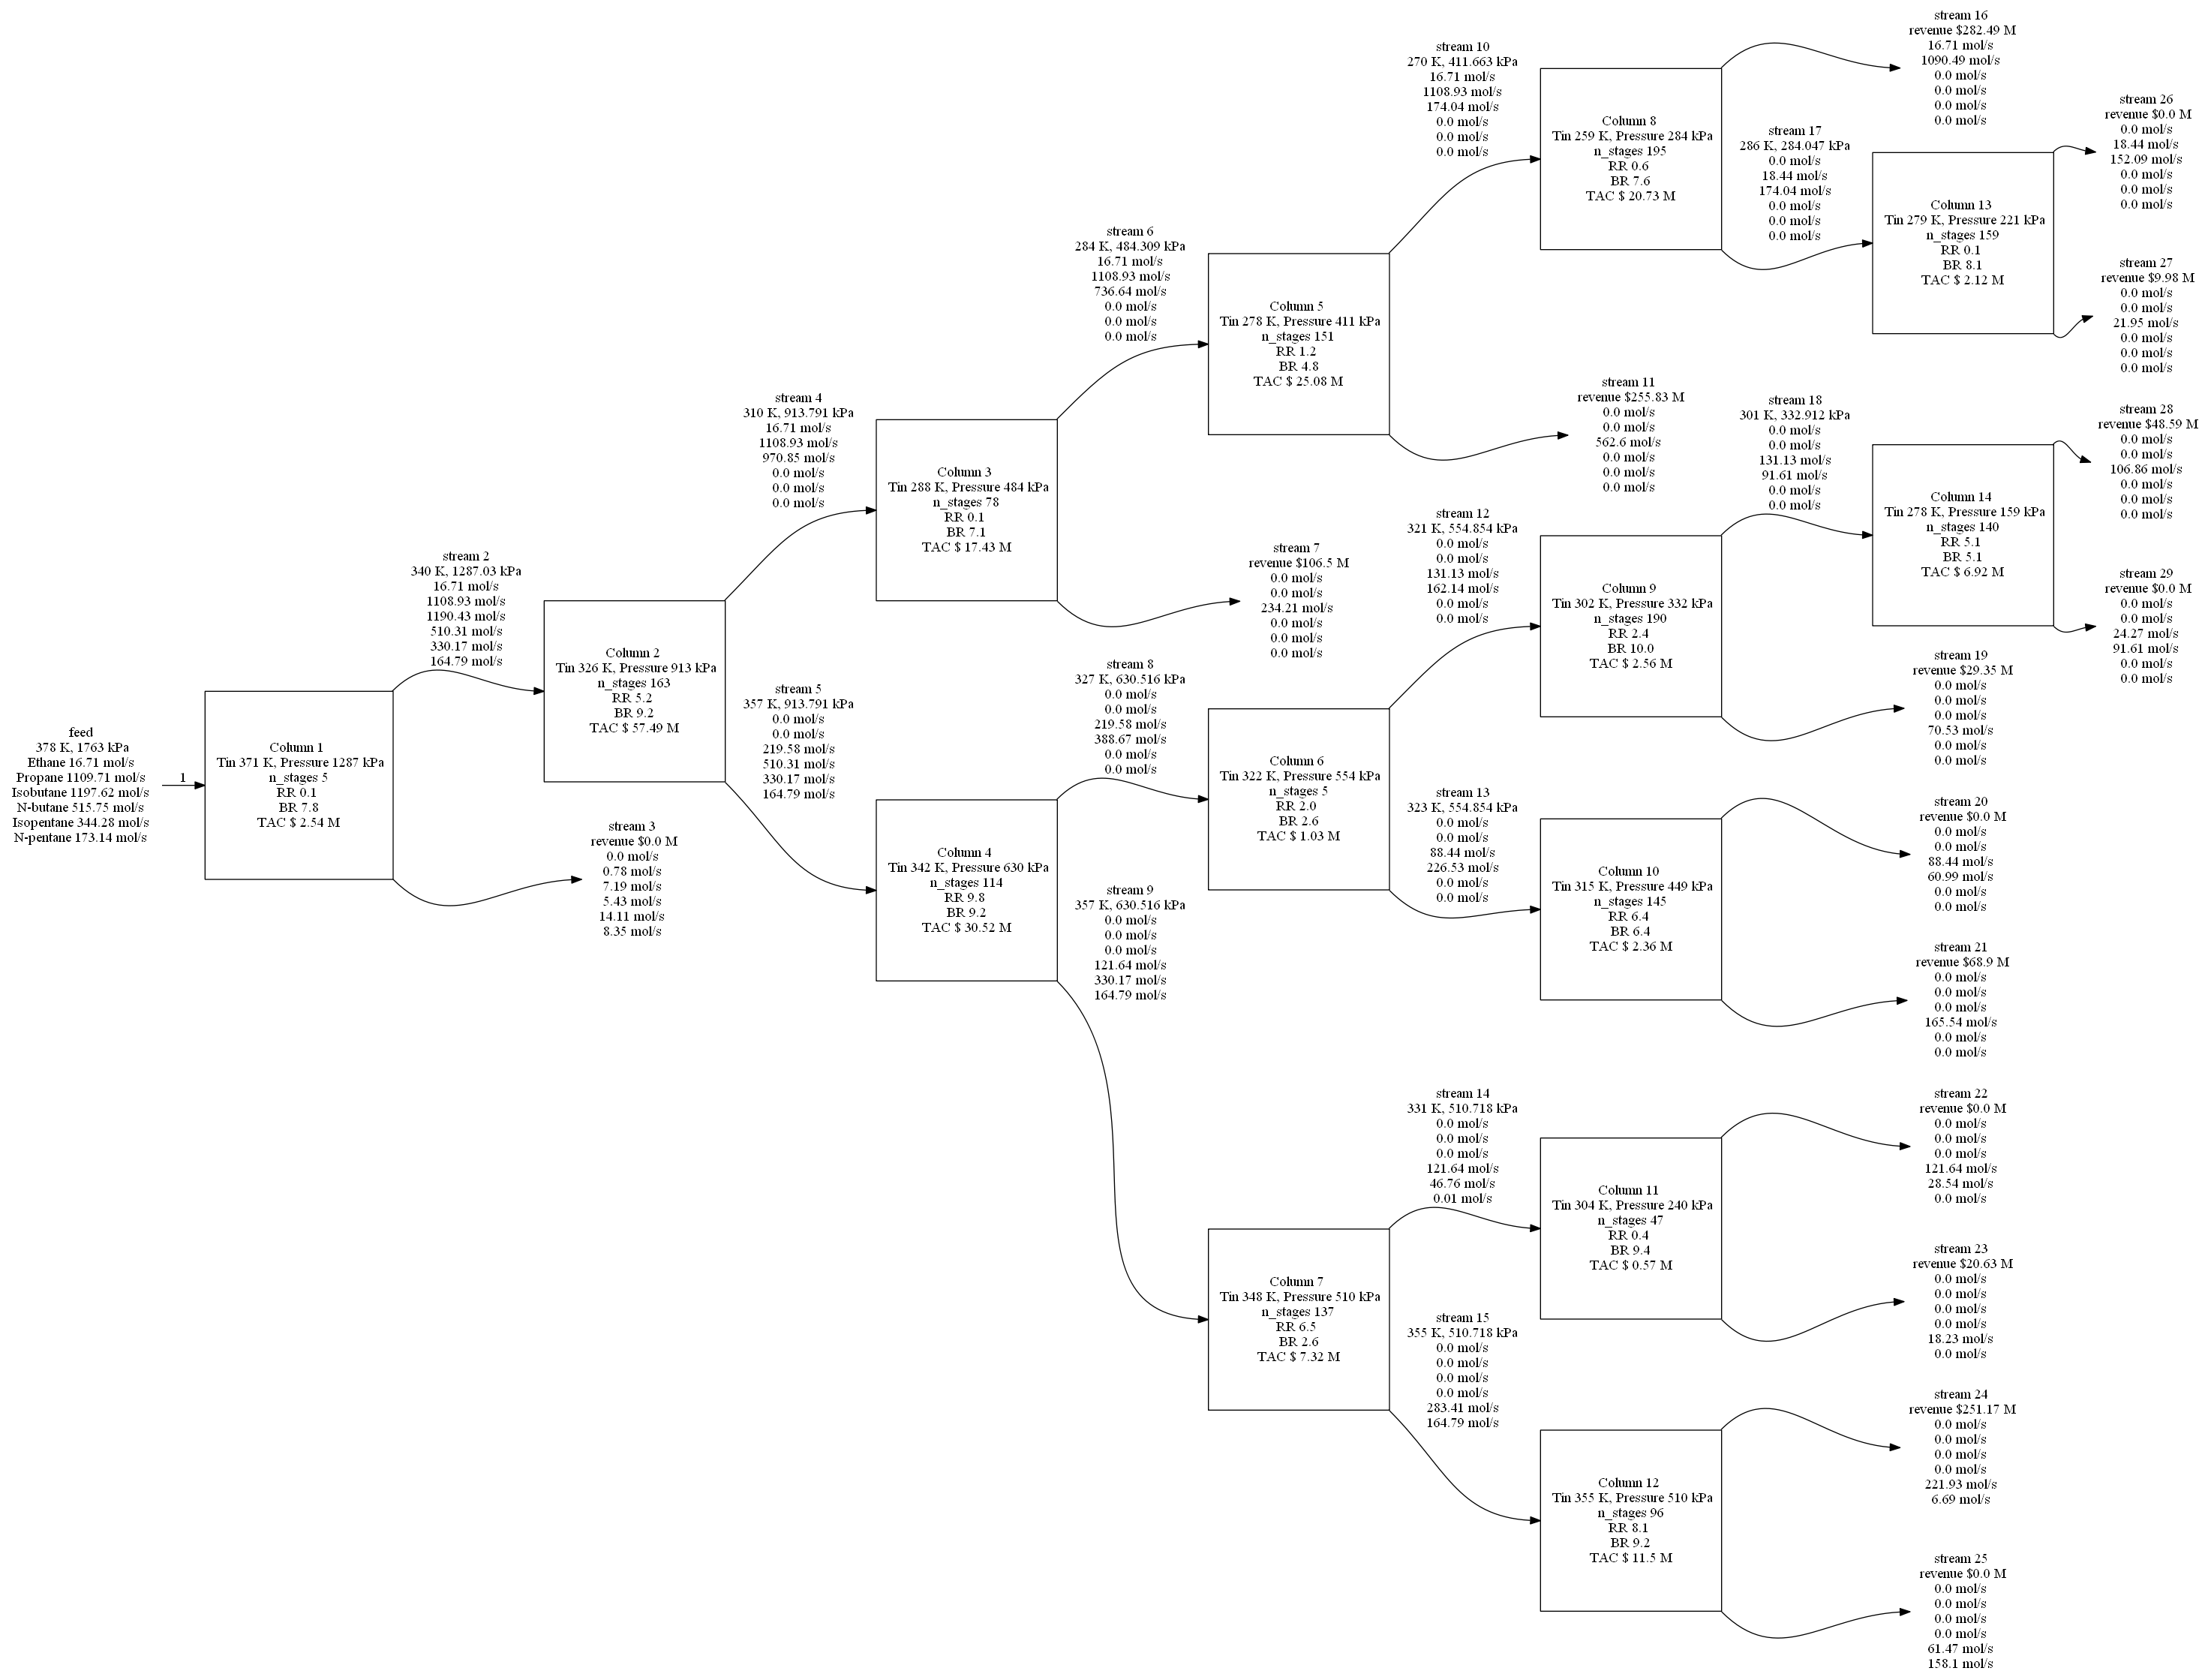 feed
378 K, 1763 kPa
Ethane 16.71 mol/s
Propane 1109.71 mol/s
Isobutane 1197.62 mol/s
N-butane 515.75 mol/s
Isopentane 344.28 mol/s
N-pentane 173.14 mol/s
1
Column 1
Tin 371 K, Pressure 1287 kPa
n_stages 5
RR 0.1
BR 7.8
TAC $ 2.54 M
stream 2
340 K, 1287.03 kPa
16.71 mol/s
1108.93 mol/s
1190.43 mol/s
510.31 mol/s
330.17 mol/s
164.79 mol/s
stream 3
revenue $0.0 M
0.0 mol/s
0.78 mol/s
7.19 mol/s
5.43 mol/s
14.11 mol/s
8.35 mol/s
Column 2
Tin 326 K, Pressure 913 kPa
n_stages 163
RR 5.2
BR 9.2
TAC $ 57.49 M
stream 4
310 K, 913.791 kPa
16.71 mol/s
1108.93 mol/s
970.85 mol/s
0.0 mol/s
0.0 mol/s
0.0 mol/s
stream 5
357 K, 913.791 kPa
0.0 mol/s
0.0 mol/s
219.58 mol/s
510.31 mol/s
330.17 mol/s
164.79 mol/s
Column 3
Tin 288 K, Pressure 484 kPa
n_stages 78
RR 0.1
BR 7.1
TAC $ 17.43 M
Column 4
Tin 342 K, Pressure 630 kPa
n_stages 114
RR 9.8
BR 9.2
TAC $ 30.52 M
stream 6
284 K, 484.309 kPa
16.71 mol/s
1108.93 mol/s
736.64 mol/s
0.0 mol/s
0.0 mol/s
0.0 mol/s
stream 7
revenue $106.5 M
0.0 mol/s
0.0 mol/s
234.21 mol/s
0.0 mol/s
0.0 mol/s
0.0 mol/s
stream 8
327 K, 630.516 kPa
0.0 mol/s
0.0 mol/s
219.58 mol/s
388.67 mol/s
0.0 mol/s
0.0 mol/s
stream 9
357 K, 630.516 kPa
0.0 mol/s
0.0 mol/s
0.0 mol/s
121.64 mol/s
330.17 mol/s
164.79 mol/s
Column 5
Tin 278 K, Pressure 411 kPa
n_stages 151
RR 1.2
BR 4.8
TAC $ 25.08 M
Column 6
Tin 322 K, Pressure 554 kPa
n_stages 5
RR 2.0
BR 2.6
TAC $ 1.03 M
Column 7
Tin 348 K, Pressure 510 kPa
n_stages 137
RR 6.5
BR 2.6
TAC $ 7.32 M
stream 10
270 K, 411.663 kPa
16.71 mol/s
1108.93 mol/s
174.04 mol/s
0.0 mol/s
0.0 mol/s
0.0 mol/s
stream 11
revenue $255.83 M
0.0 mol/s
0.0 mol/s
562.6 mol/s
0.0 mol/s
0.0 mol/s
0.0 mol/s
stream 12
321 K, 554.854 kPa
0.0 mol/s
0.0 mol/s
131.13 mol/s
162.14 mol/s
0.0 mol/s
0.0 mol/s
stream 13
323 K, 554.854 kPa
0.0 mol/s
0.0 mol/s
88.44 mol/s
226.53 mol/s
0.0 mol/s
0.0 mol/s
stream 14
331 K, 510.718 kPa
0.0 mol/s
0.0 mol/s
0.0 mol/s
121.64 mol/s
46.76 mol/s
0.01 mol/s
stream 15
355 K, 510.718 kPa
0.0 mol/s
0.0 mol/s
0.0 mol/s
0.0 mol/s
283.41 mol/s
164.79 mol/s
Column 8
Tin 259 K, Pressure 284 kPa
n_stages 195
RR 0.6
BR 7.6
TAC $ 20.73 M
Column 9
Tin 302 K, Pressure 332 kPa
n_stages 190
RR 2.4
BR 10.0
TAC $ 2.56 M
Column 10
Tin 315 K, Pressure 449 kPa
n_stages 145
RR 6.4
BR 6.4
TAC $ 2.36 M
Column 11
Tin 304 K, Pressure 240 kPa
n_stages 47
RR 0.4
BR 9.4
TAC $ 0.57 M
Column 12
Tin 355 K, Pressure 510 kPa
n_stages 96
RR 8.1
BR 9.2
TAC $ 11.5 M
stream 16
revenue $282.49 M
16.71 mol/s
1090.49 mol/s
0.0 mol/s
0.0 mol/s
0.0 mol/s
0.0 mol/s
stream 17
286 K, 284.047 kPa
0.0 mol/s
18.44 mol/s
174.04 mol/s
0.0 mol/s
0.0 mol/s
0.0 mol/s
stream 18
301 K, 332.912 kPa
0.0 mol/s
0.0 mol/s
131.13 mol/s
91.61 mol/s
0.0 mol/s
0.0 mol/s
stream 19
revenue $29.35 M
0.0 mol/s
0.0 mol/s
0.0 mol/s
70.53 mol/s
0.0 mol/s
0.0 mol/s
stream 20
revenue $0.0 M
0.0 mol/s
0.0 mol/s
88.44 mol/s
60.99 mol/s
0.0 mol/s
0.0 mol/s
stream 21
revenue $68.9 M
0.0 mol/s
0.0 mol/s
0.0 mol/s
165.54 mol/s
0.0 mol/s
0.0 mol/s
stream 22
revenue $0.0 M
0.0 mol/s
0.0 mol/s
0.0 mol/s
121.64 mol/s
28.54 mol/s
0.0 mol/s
stream 23
revenue $20.63 M
0.0 mol/s
0.0 mol/s
0.0 mol/s
0.0 mol/s
18.23 mol/s
0.0 mol/s
stream 24
revenue $251.17 M
0.0 mol/s
0.0 mol/s
0.0 mol/s
0.0 mol/s
221.93 mol/s
6.69 mol/s
stream 25
revenue $0.0 M
0.0 mol/s
0.0 mol/s
0.0 mol/s
0.0 mol/s
61.47 mol/s
158.1 mol/s
Column 13
Tin 279 K, Pressure 221 kPa
n_stages 159
RR 0.1
BR 8.1
TAC $ 2.12 M
Column 14
Tin 278 K, Pressure 159 kPa
n_stages 140
RR 5.1
BR 5.1
TAC $ 6.92 M
stream 26
revenue $0.0 M
0.0 mol/s
18.44 mol/s
152.09 mol/s
0.0 mol/s
0.0 mol/s
0.0 mol/s
stream 27
revenue $9.98 M
0.0 mol/s
0.0 mol/s
21.95 mol/s
0.0 mol/s
0.0 mol/s
0.0 mol/s
stream 28
revenue $48.59 M
0.0 mol/s
0.0 mol/s
106.86 mol/s
0.0 mol/s
0.0 mol/s
0.0 mol/s
stream 29
revenue $0.0 M
0.0 mol/s
0.0 mol/s
24.27 mol/s
91.61 mol/s
0.0 mol/s
0.0 mol/s